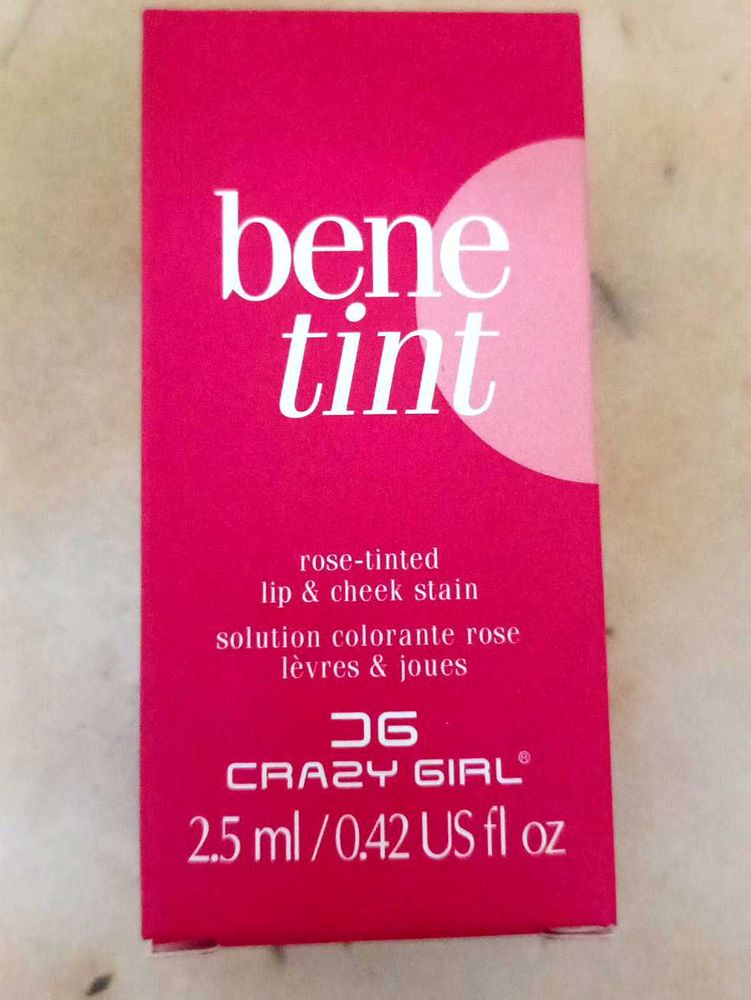 bene
tint
rose-tinted
lip & cheek stain
solution colorante rose
lèvres & joues
CRAZY GIRL®
2.5 ml / 0.42 US fl oz